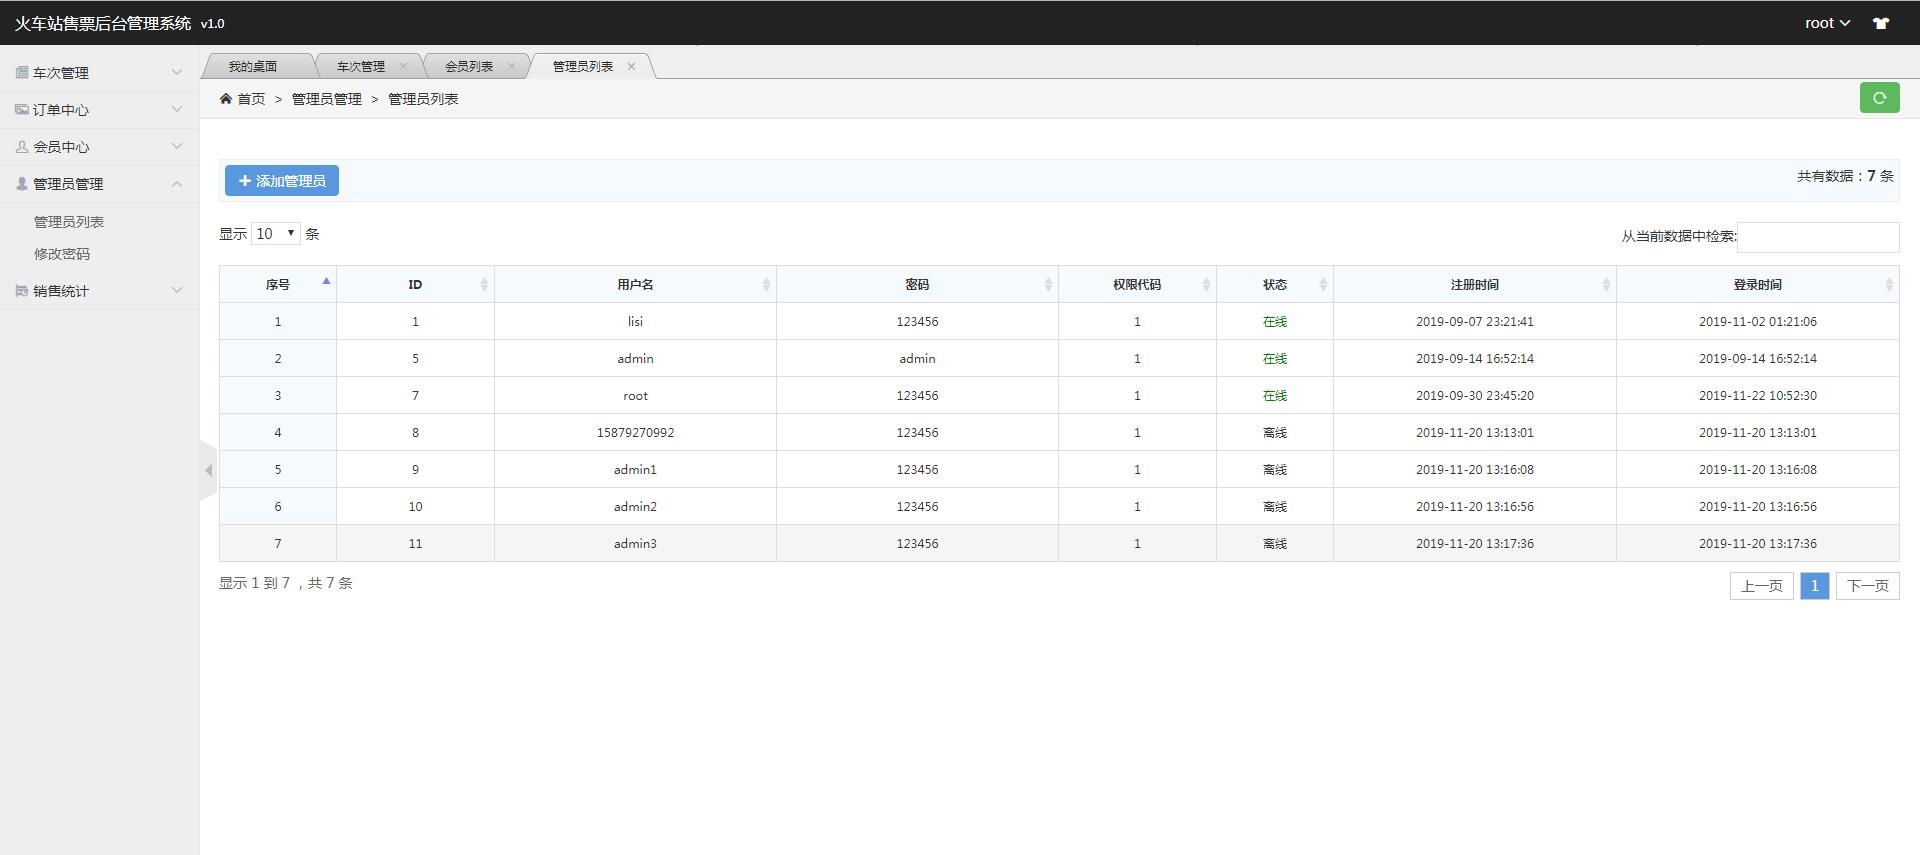 火车站售票后台管理系统 v1.0
root
车次管理
订单中心
会员中心
管理员管理
管理员列表
修改密码
销售统计
我的桌面 车次管理 会员列表 管理员列表
首页 > 管理员管理 > 管理员列表
添加管理员
共有数据：7 条
显示 10 条
从当前数据中检索:
序号 ID 用户名 密码 权限代码 状态 注册时间 登录时间
1 1 lisi 123456 1 在线 2019-09-07 23:21:41 2019-11-02 01:21:06
2 5 admin admin 1 在线 2019-09-14 16:52:14 2019-09-14 16:52:14
3 7 root 123456 1 在线 2019-09-30 23:45:20 2019-11-22 10:52:30
4 8 15879270992 123456 1 离线 2019-11-20 13:13:01 2019-11-20 13:13:01
5 9 admin1 123456 1 离线 2019-11-20 13:16:08 2019-11-20 13:16:08
6 10 admin2 123456 1 离线 2019-11-20 13:16:56 2019-11-20 13:16:56
7 11 admin3 123456 1 离线 2019-11-20 13:17:36 2019-11-20 13:17:36
显示 1 到 7 ，共 7 条
上一页 1 下一页